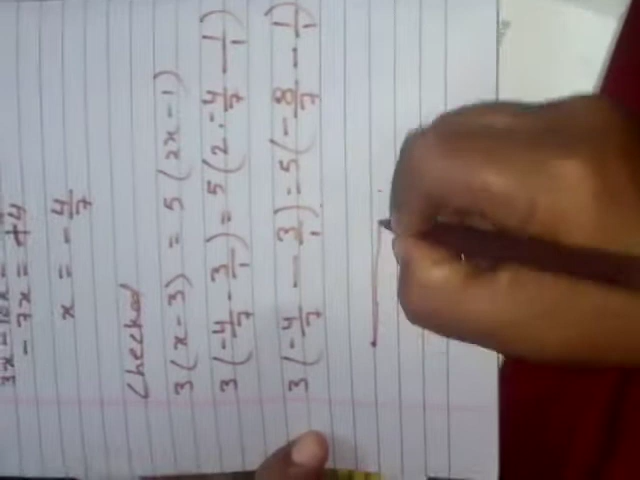 3x - 10x =
- 7x = +4
x = - 4/7
Checked
3 (x - 3) = 5 (2x - 1)
3 (-4/7 - 3/1) = 5 (2. -4/7 - 1/1)
3 (-4/7 - 3/1) = 5 (-8/7 - 1/1)